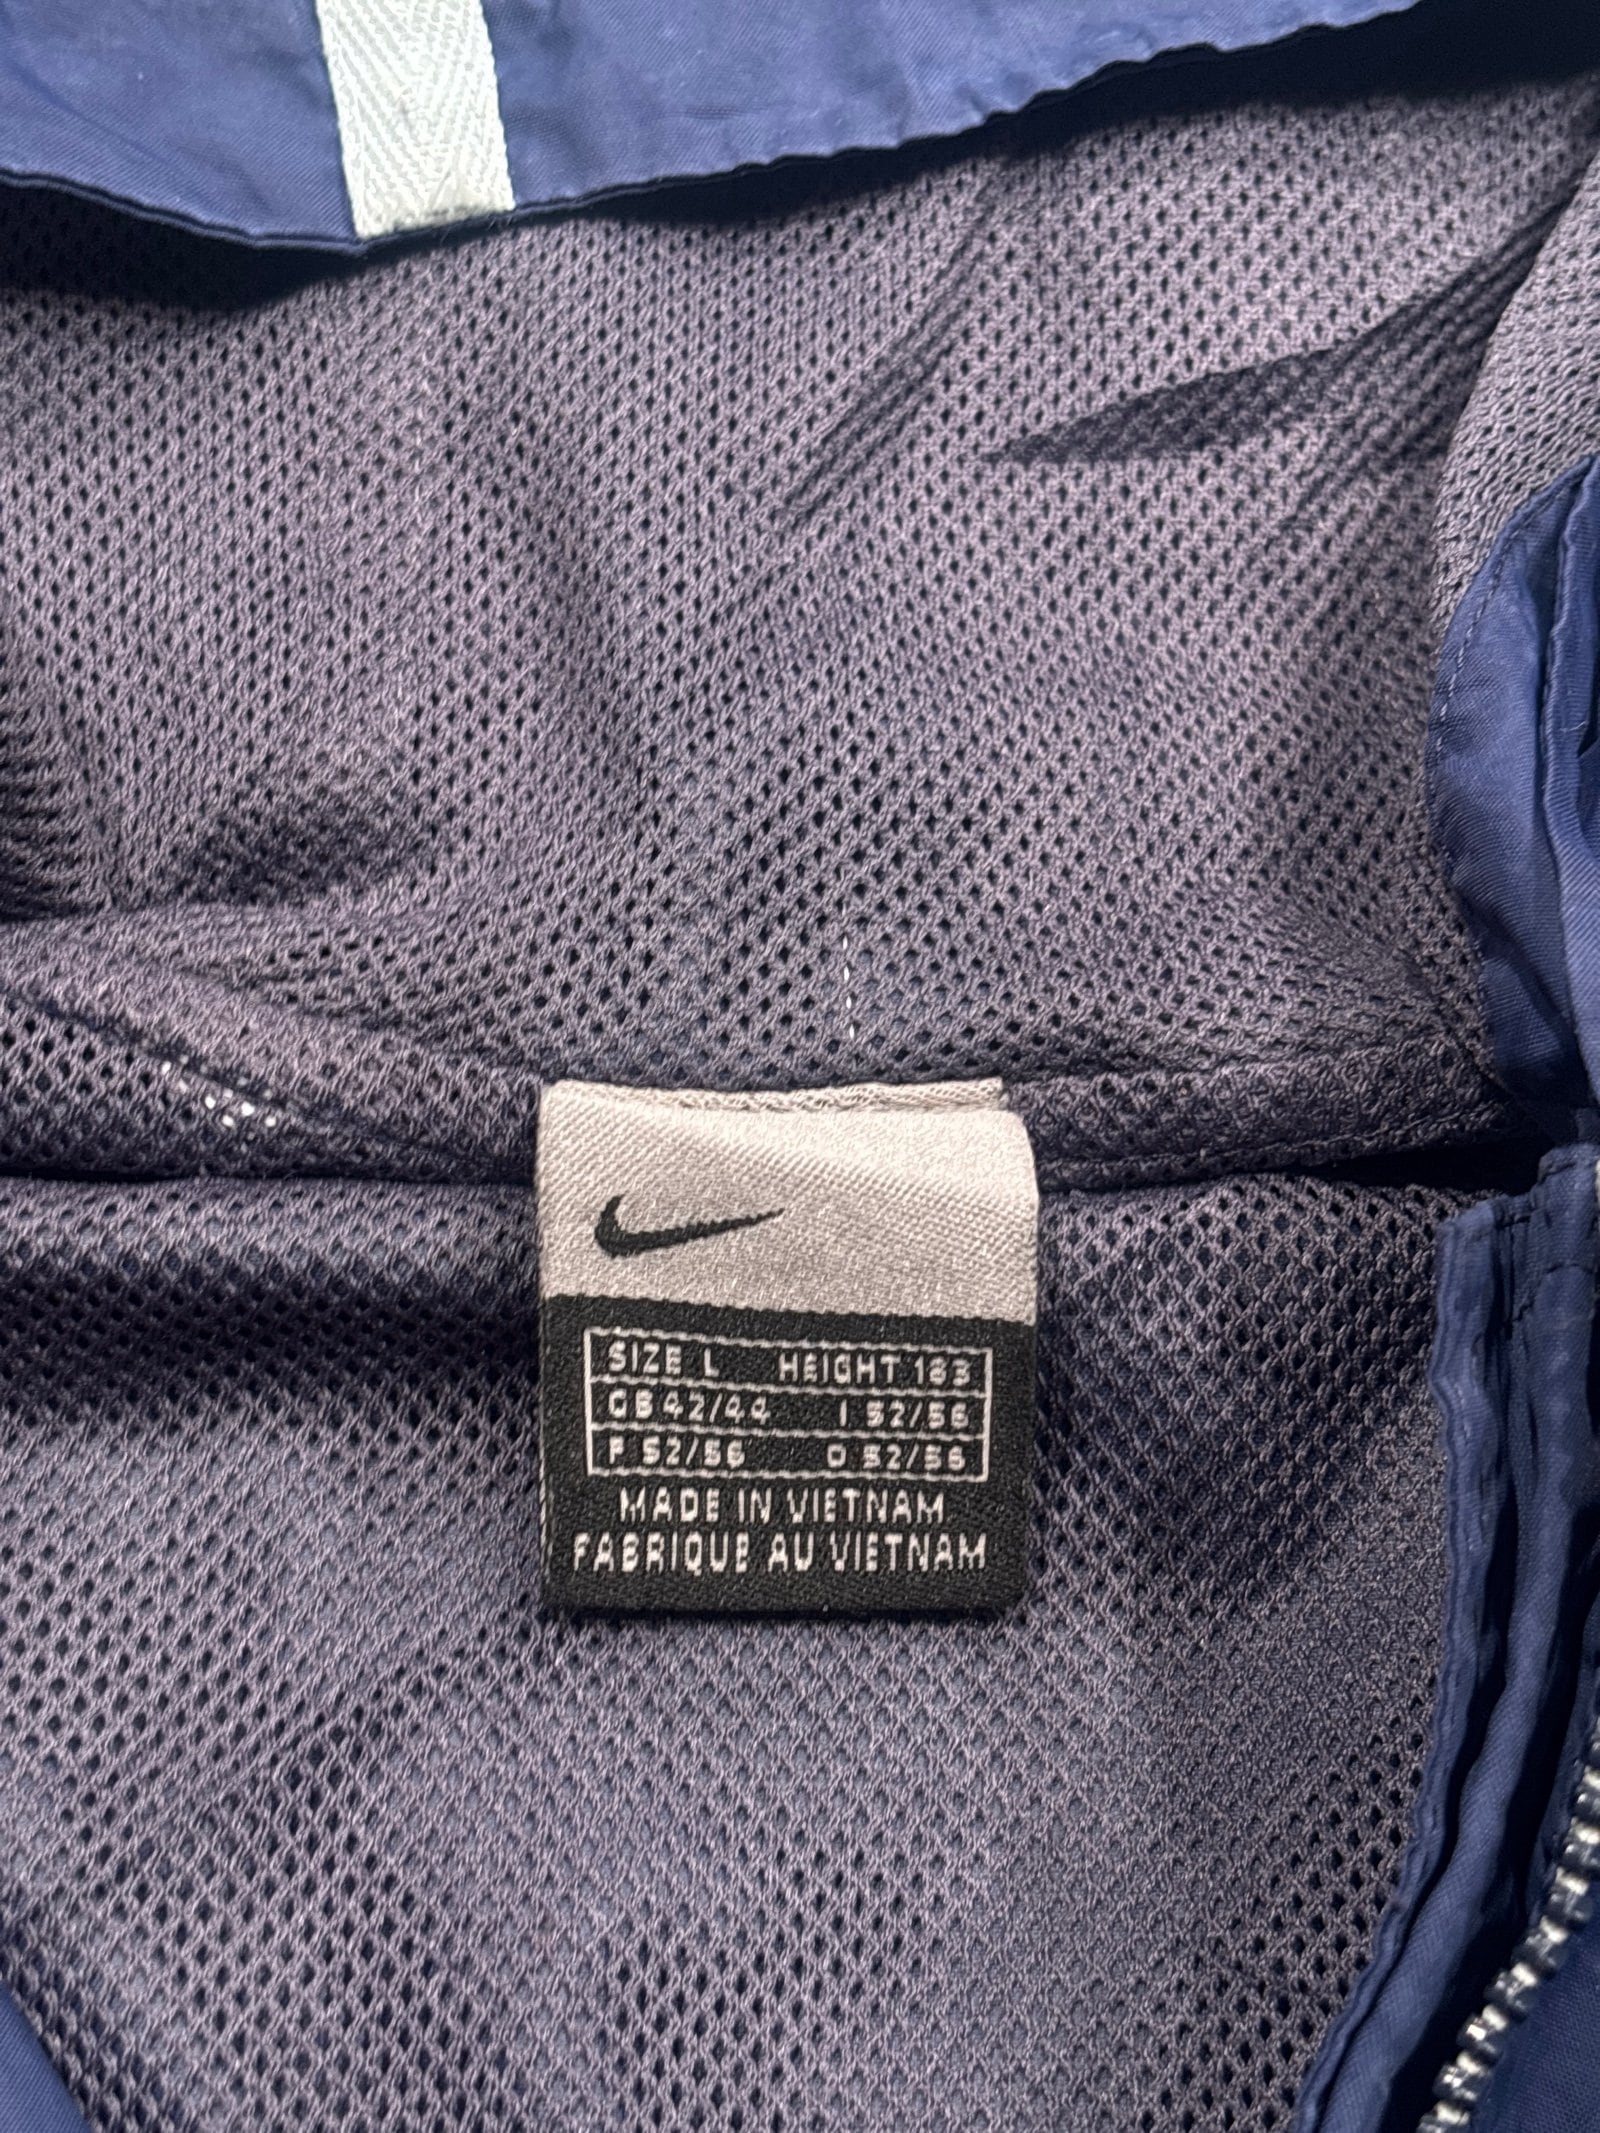 SIZE L HEIGHT 183
GB 42/44 I 52/56
F 52/56 D 52/56
MADE IN VIETNAM
FABRIQUE AU VIETNAM